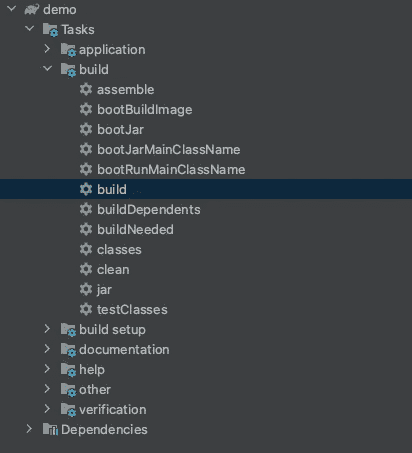 demo
Tasks
application
build
assemble
bootBuildImage
bootJar
bootJarMainClassName
bootRunMainClassName
build
buildDependents
buildNeeded
classes
clean
jar
testClasses
build setup
documentation
help
other
verification
Dependencies